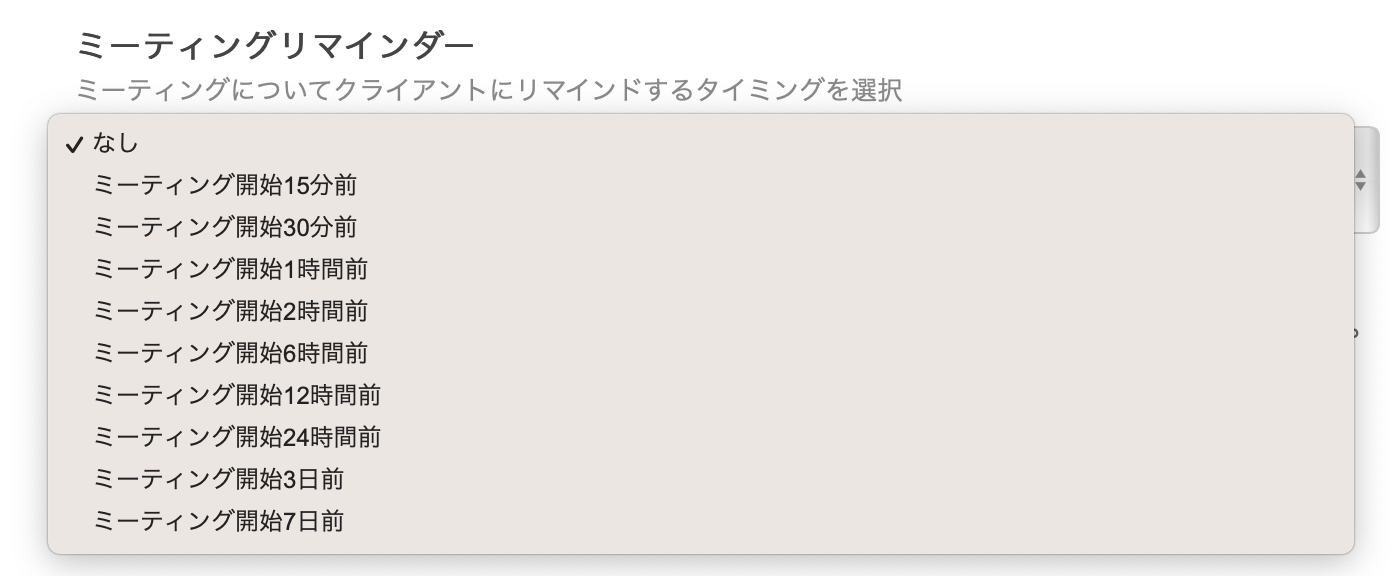 ミーティングリマインダー
ミーティングについてクライアントにリマインドするタイミングを選択
✓ なし
ミーティング開始15分前
ミーティング開始30分前
ミーティング開始1時間前
ミーティング開始2時間前
ミーティング開始6時間前
ミーティング開始12時間前
ミーティング開始24時間前
ミーティング開始3日前
ミーティング開始7日前